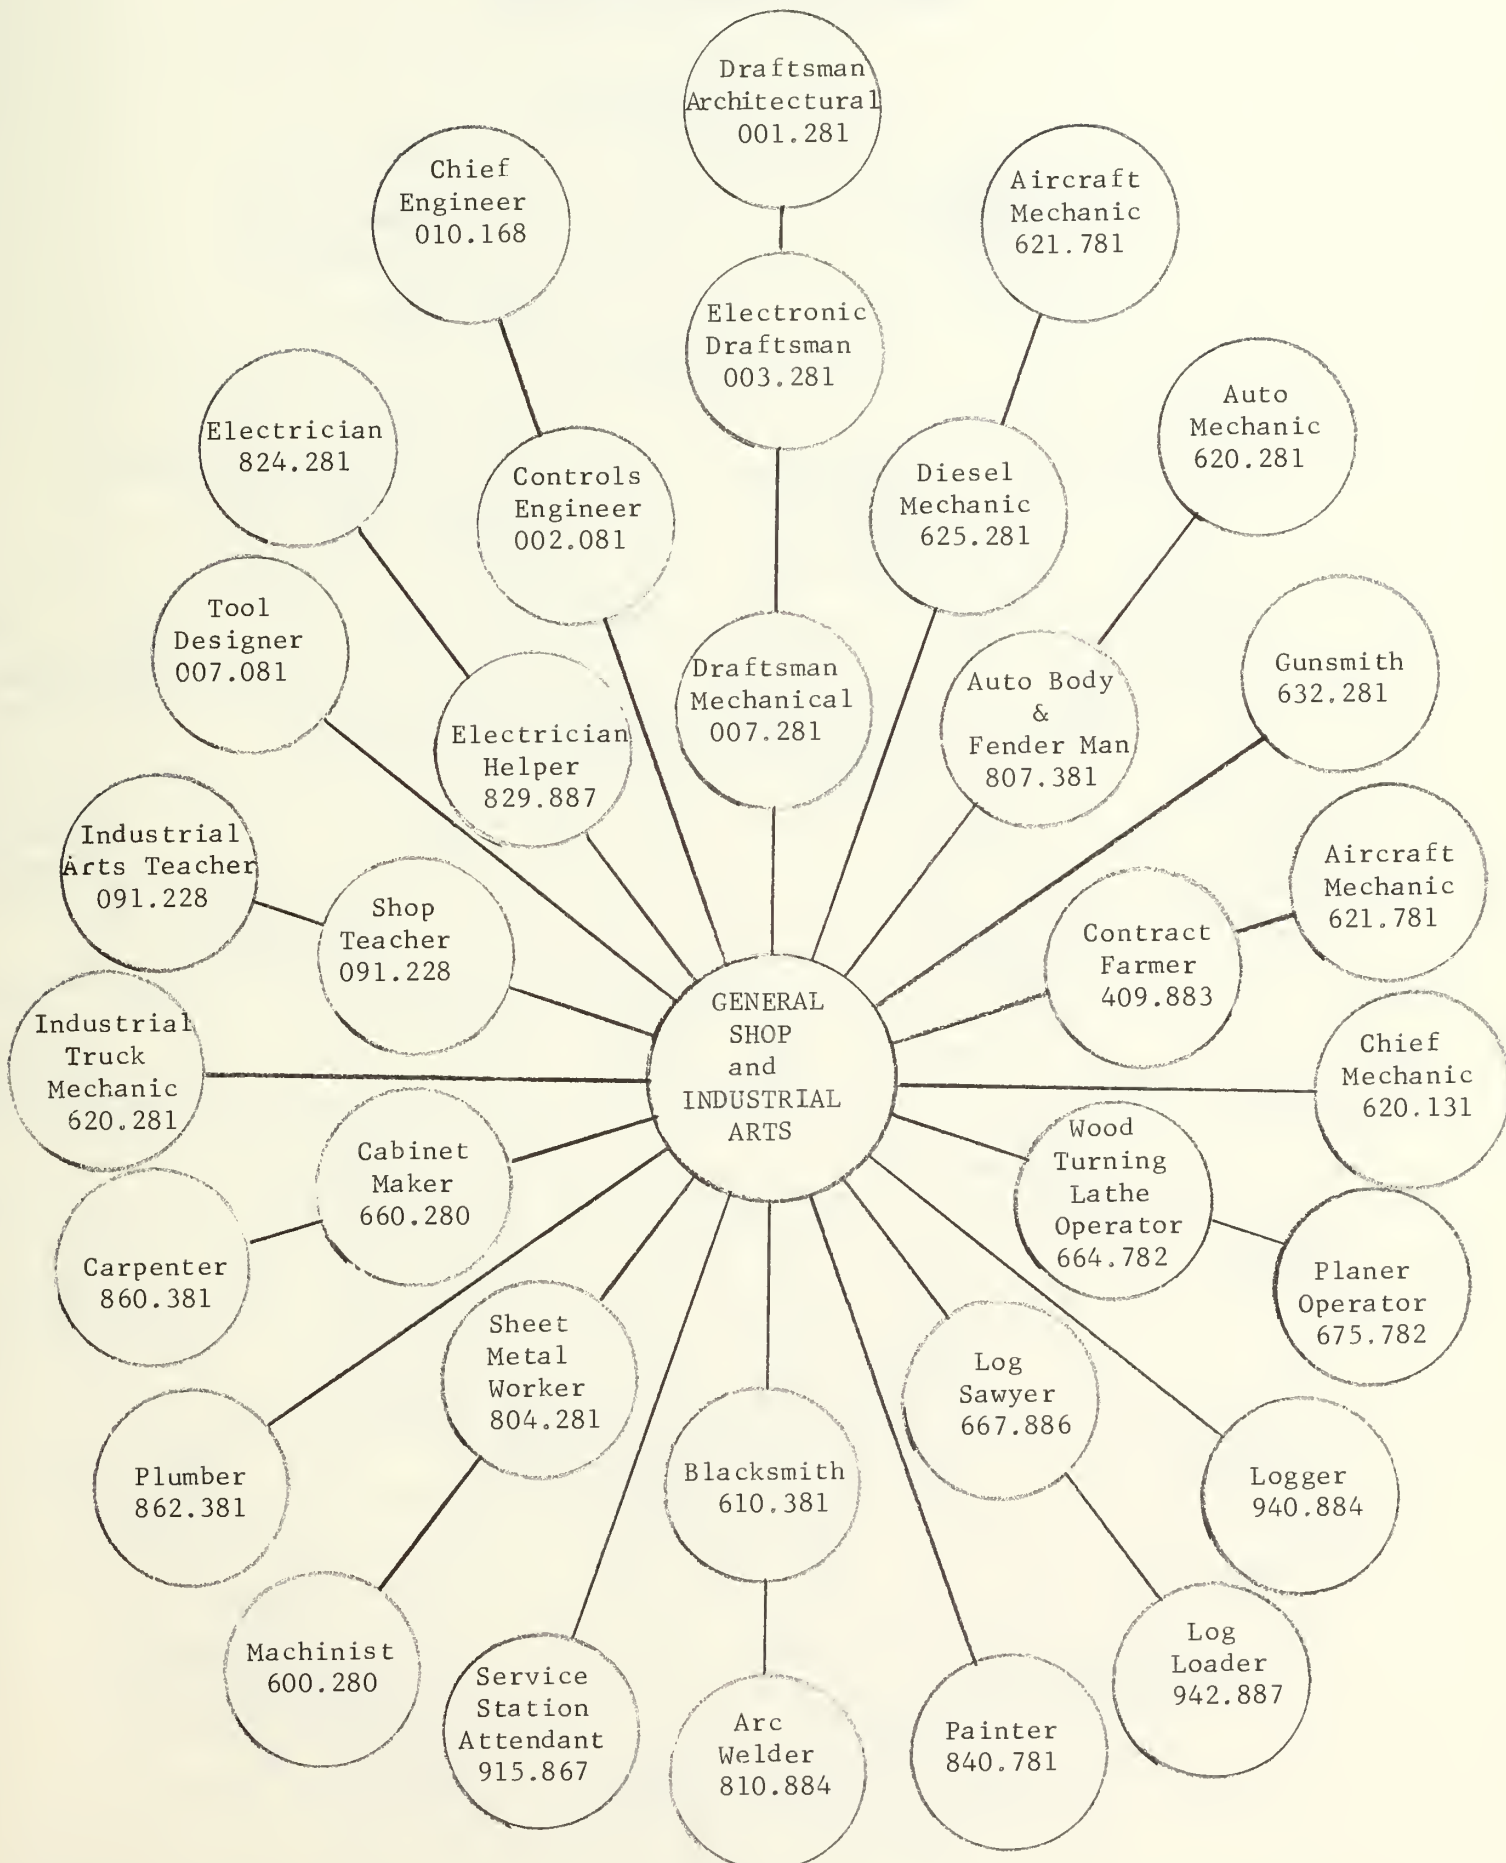 Draftsman
Architectural
001.281
Chief
Engineer
010.168
Aircraft
Mechanic
621.781
Electronic
Draftsman
003.281
Electrician
824.281
Controls
Engineer
002.081
Diesel
Mechanic
625.281
Auto
Mechanic
620.281
Tool
Designer
007.081
Electrician
Helper
829.887
Draftsman
Mechanical
007.281
Auto Body
&
Fender Man
807.381
Gunsmith
632.281
Industrial
Arts Teacher
091.228
Shop
Teacher
091.228
Contract
Farmer
409.883
Aircraft
Mechanic
621.781
Industrial
Truck
Mechanic
620.281
GENERAL
SHOP
and
INDUSTRIAL
ARTS
Chief
Mechanic
620.131
Cabinet
Maker
660.280
Wood
Turning
Lathe
Operator
664.782
Carpenter
860.381
Planer
Operator
675.782
Sheet
Metal
Worker
804.281
Log
Sawyer
667.886
Plumber
862.381
Blacksmith
610.381
Logger
940.884
Machinist
600.280
Service
Station
Attendant
915.867
Arc
Welder
810.884
Painter
840.781
Log
Loader
942.887